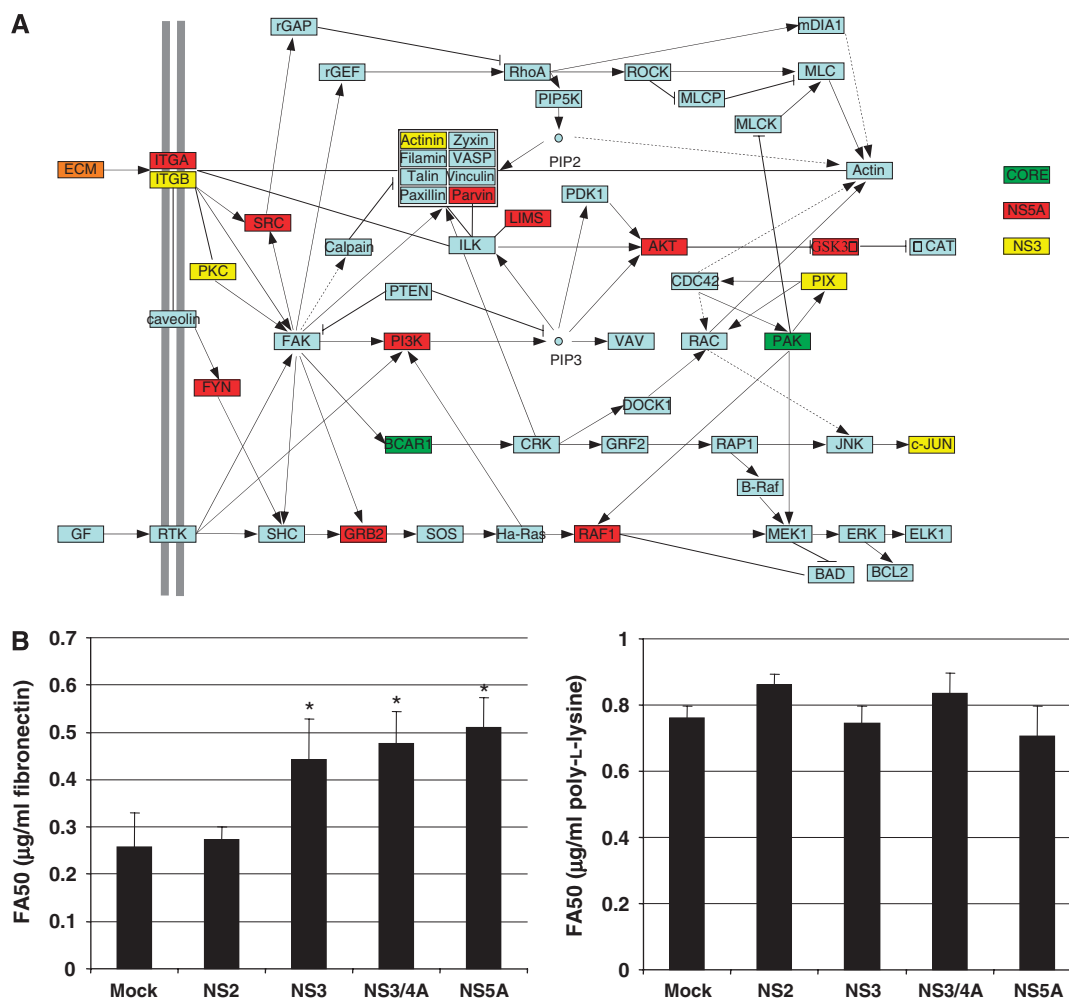 A
rGAP
mDIA1
rGEF
RhoA
ROCK
MLC
PIP5K
MLCP
MLCK
Actinin
Zyxin
PIP2
ECM
ITGA
ITGB
Filamin
VASP
Talin
Vinculin
Paxillin
Parvin
Actin
CORE
NS5A
NS3
SRC
LIMS
PDK1
Calpain
ILK
AKT
GSK3□
□ CAT
PKC
PTEN
CDC42
PIX
caveolin
FAK
PI3K
PIP3
VAV
RAC
PAK
FYN
DOCK1
BCAR1
CRK
GRF2
RAP1
JNK
c-JUN
B-Raf
GF
RTK
SHC
GRB2
SOS
Ha-Ras
RAF1
MEK1
ERK
ELK1
BAD
BCL2
B
FA50 (μg/ml fibronectin)
0.7
0.6
0.5
0.4
0.3
0.2
0.1
0
* * *
Mock NS2 NS3 NS3/4A NS5A
FA50 (μg/ml poly-L-lysine)
1
0.8
0.6
0.4
0.2
0
Mock NS2 NS3 NS3/4A NS5A